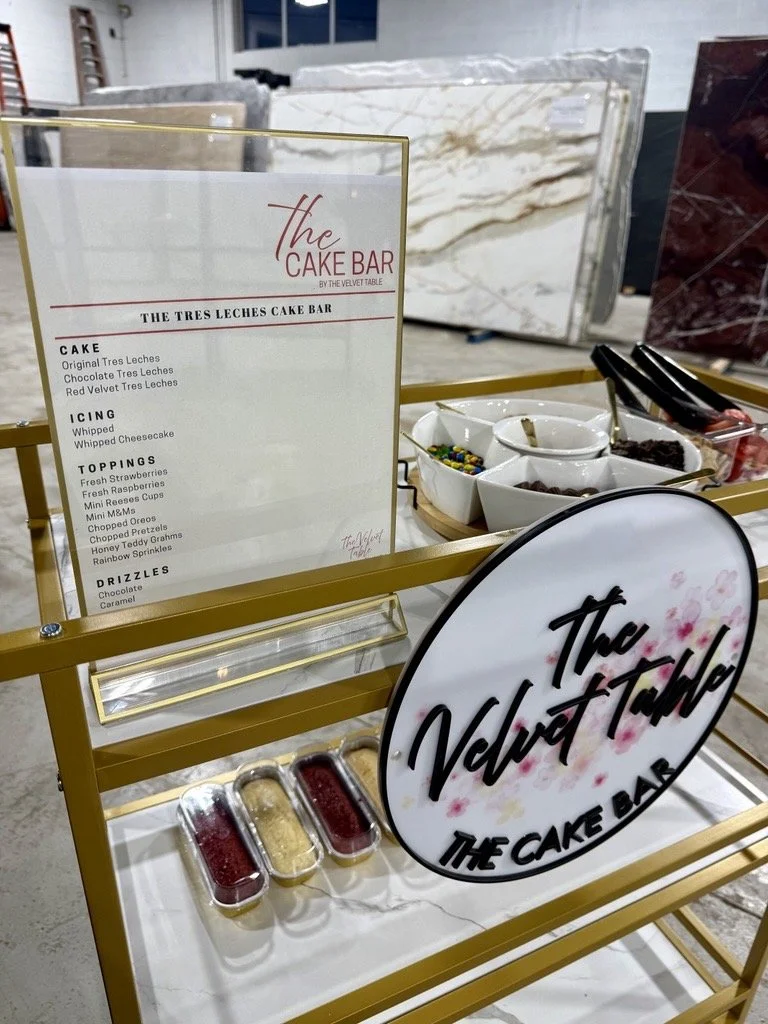 the
CAKE BAR
BY THE VELVET TABLE
THE TRES LECHES CAKE BAR
CAKE
Original Tres Leches
Chocolate Tres Leches
Red Velvet Tres Leches
ICING
Whipped
Whipped Cheesecake
TOPPINGS
Fresh Strawberries
Fresh Raspberries
Mini Reeses Cups
Mini M&Ms
Chopped Oreos
Chopped Pretzels
Honey Teddy Grahms
Rainbow Sprinkles
DRIZZLES
Chocolate
Caramel
The Velvet
Table
The
Velvet Table
THE CAKE BAR